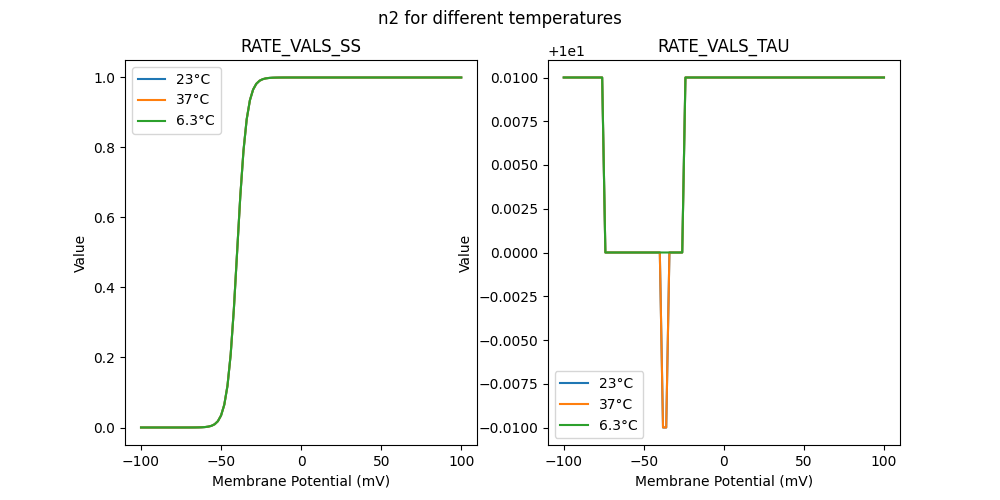 n2 for different temperatures
RATE_VALS_SS
1.0
0.8
0.6
0.4
0.2
0.0
Value
23°C
37°C
6.3°C
−100
−50
0
50
100
Membrane Potential (mV)
RATE_VALS_TAU
+1e1
0.0100
0.0075
0.0050
0.0025
0.0000
−0.0025
−0.0050
−0.0075
−0.0100
Value
23°C
37°C
6.3°C
−100
−50
0
50
100
Membrane Potential (mV)